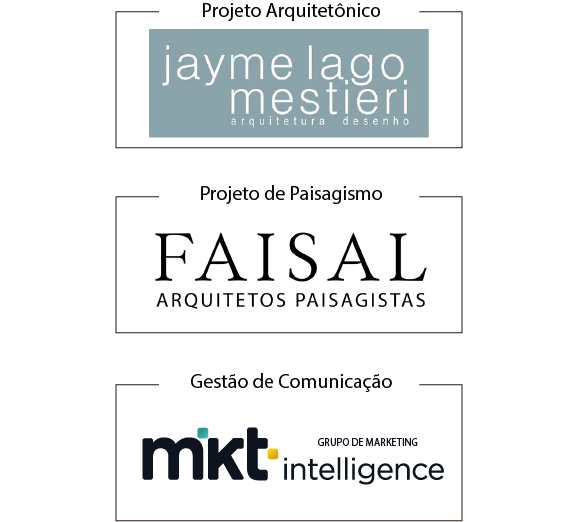 Projeto Arquitetônico
jayme lago
mestieri
arquitetura desenho
Projeto de Paisagismo
FAISAL
ARQUITETOS PAISAGISTAS
Gestão de Comunicação
mkt
GRUPO DE MARKETING
intelligence